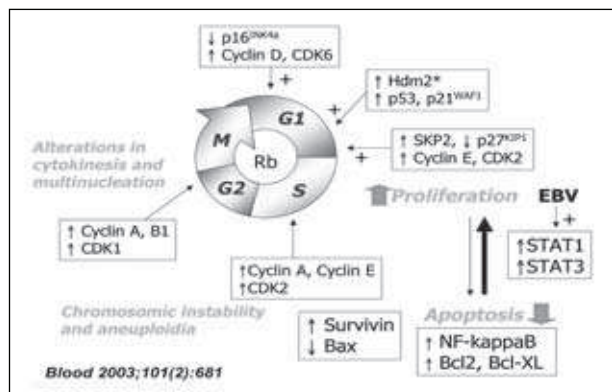 ↓ p16INK4a
↑ Cyclin D, CDK6
+
↑ Hdm2*
↑ p53, p21WAF1
+
G1
M
Rb
G2
S
↑ SKP2, ↓ p27KIP1
↑ Cyclin E, CDK2
+
Alterations in
cytokinesis and
multinucleation
Proliferation
EBV
+
↑ Cyclin A, B1
↑ CDK1
↑STAT1
↑STAT3
↑Cyclin A, Cyclin E
↑CDK2
Chromosomic instability
and aneuploidia
↑ Survivin
↓ Bax
Apoptosis
↑ NF-kappaB
↑ Bcl2, Bcl-XL
Blood 2003;101(2):681